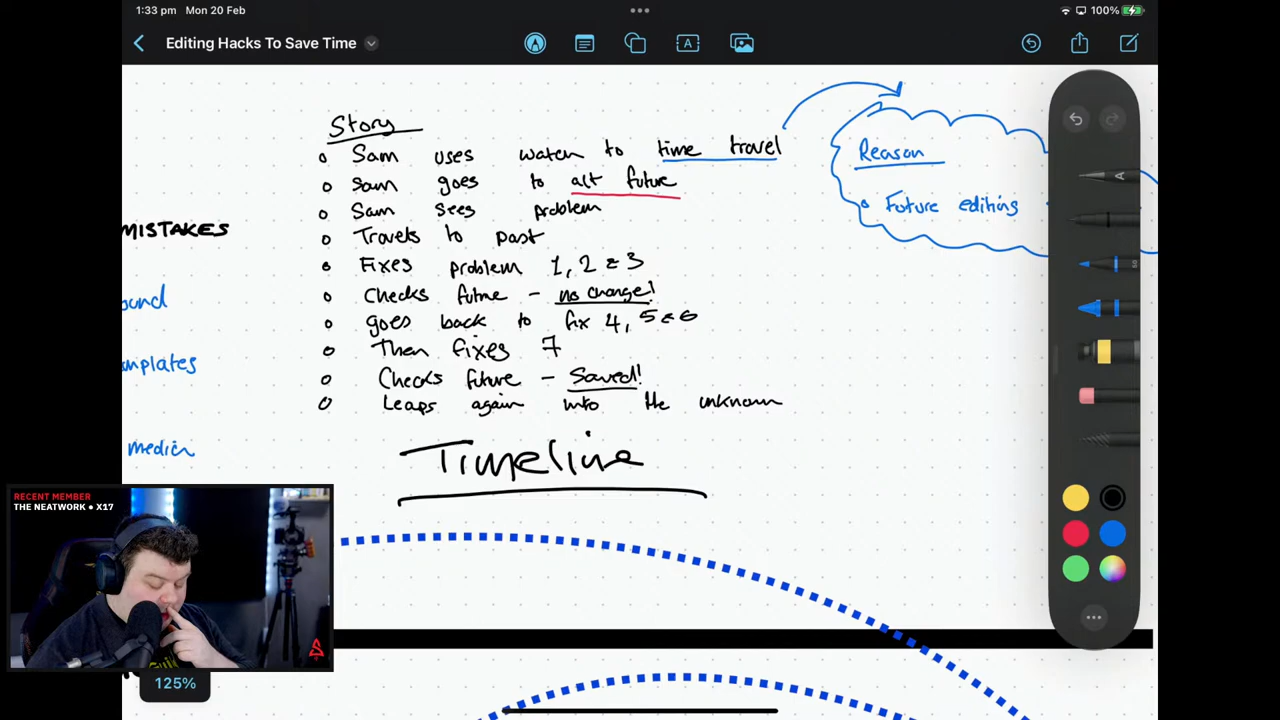 1:33 pm Mon 20 Feb
100%
Editing Hacks To Save Time
Story
Sam uses watch to time travel
Sam goes to alt future
Sam sees problem
Travels to past
Fixes problem 1, 2 & 3
Checks future - no change!
Goes back to fix 4, 5 & 6
Then fixes 7
Checks future - Saved!
Leaps again into the unknown
Timeline
Reason
Future editing
MISTAKES
ound
mplates
media
A
50
RECENT MEMBER
THE NEATWORK • X17
125%